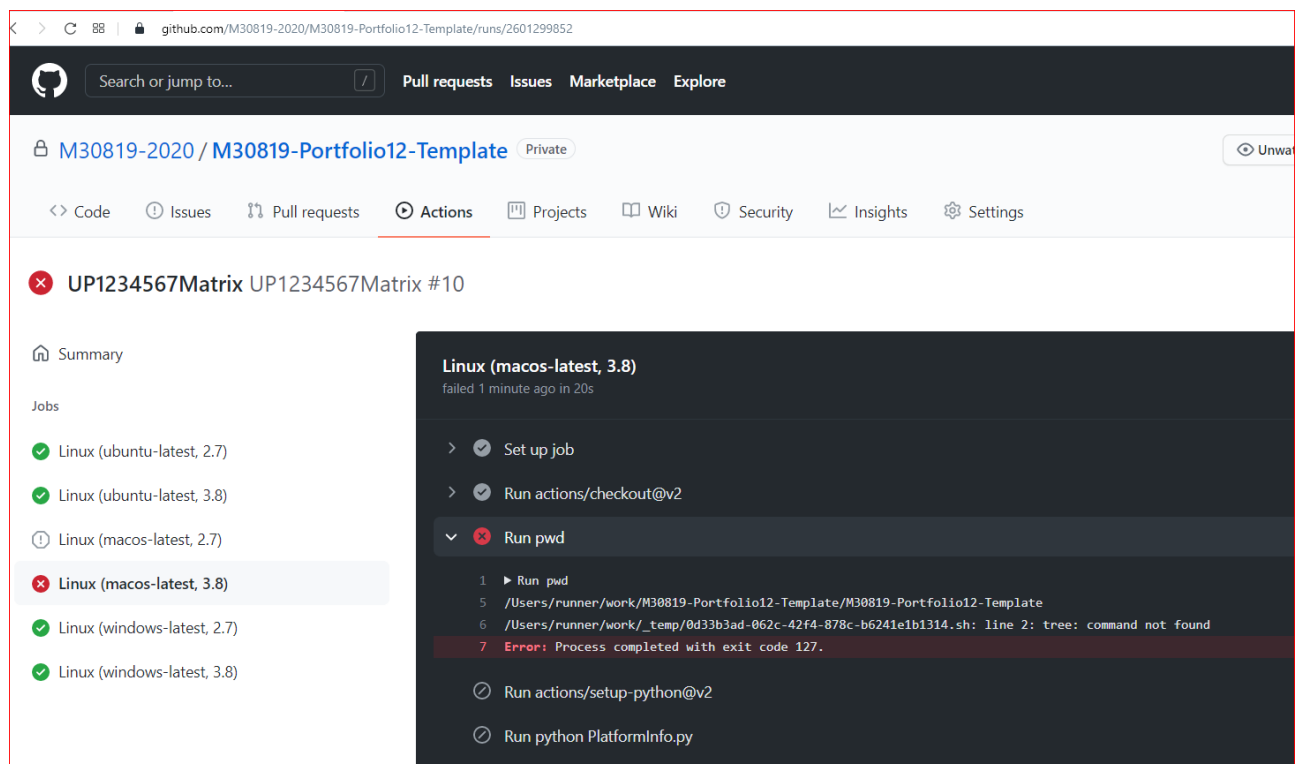 github.com/M30819-2020/M30819-Portfolio12-Template/runs/2601299852
Search or jump to... / Pull requests Issues Marketplace Explore
M30819-2020 / M30819-Portfolio12-Template Private
Code Issues Pull requests Actions Projects Wiki Security Insights Settings
UP1234567Matrix UP1234567Matrix #10
Summary
Jobs
Linux (ubuntu-latest, 2.7)
Linux (ubuntu-latest, 3.8)
Linux (macos-latest, 2.7)
Linux (macos-latest, 3.8)
Linux (windows-latest, 2.7)
Linux (windows-latest, 3.8)
Linux (macos-latest, 3.8)
failed 1 minute ago in 20s
Set up job
Run actions/checkout@v2
Run pwd
1 Run pwd
5 /Users/runner/work/M30819-Portfolio12-Template/M30819-Portfolio12-Template
6 /Users/runner/work/_temp/0d33b3ad-062c-42f4-878c-b6241e1b1314.sh: line 2: tree: command not found
7 Error: Process completed with exit code 127.
Run actions/setup-python@v2
Run python PlatformInfo.py